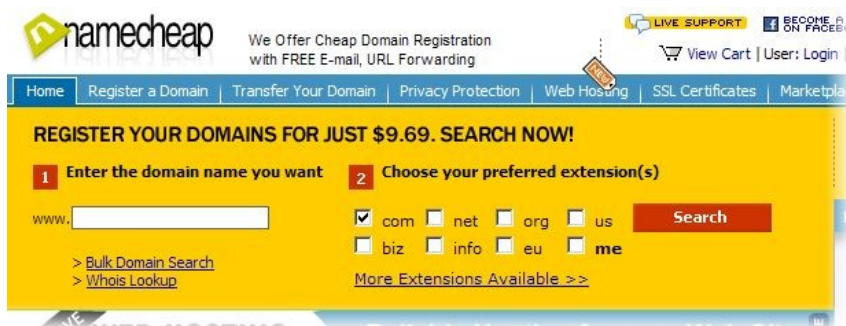 namecheap
We Offer Cheap Domain Registration
with FREE E-mail, URL Forwarding
LIVE SUPPORT
BECOME A
ON
View Cart | User: Login
NEW
Home | Register a Domain | Transfer Your Domain | Privacy Protection | Web Hosting | SSL Certificates |
REGISTER YOUR DOMAINS FOR JUST $9.69. SEARCH NOW!
1 Enter the domain name you want
2 Choose your preferred extension(s)
www.
com net org us
Search
biz info eu me
> Bulk Domain Search
> Whois Lookup
More Extensions Available >>